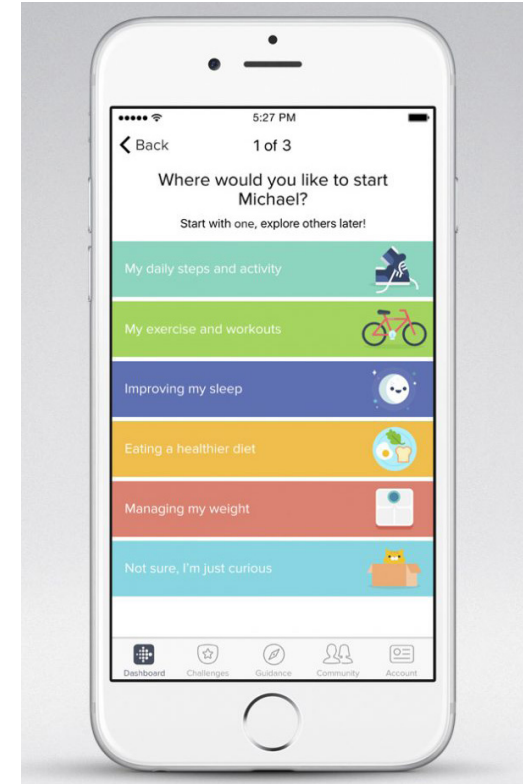 5:27 PM
Back
1 of 3
Where would you like to start
Michael?
Start with one, explore others later!
My daily steps and activity
My exercise and workouts
Improving my sleep
Eating a healthier diet
Managing my weight
Not sure, I'm just curious
Dashboard
Challenges
Guidance
Community
Account